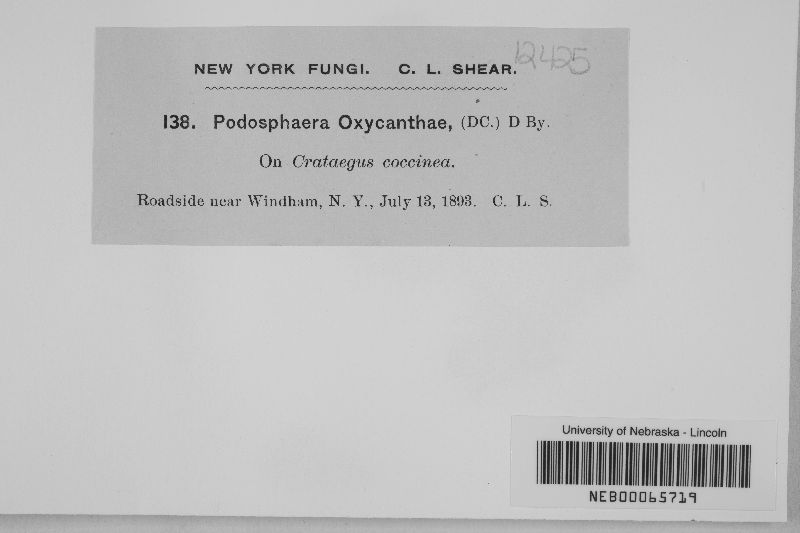 NEW YORK FUNGI. C. L. SHEAR.
12425
138. Podosphaera Oxycanthae, (DC.) D By.
On Crataegus coccinea.
Roadside near Windham, N. Y., July 13, 1893. C. L. S.
University of Nebraska - Lincoln
NEB00065719